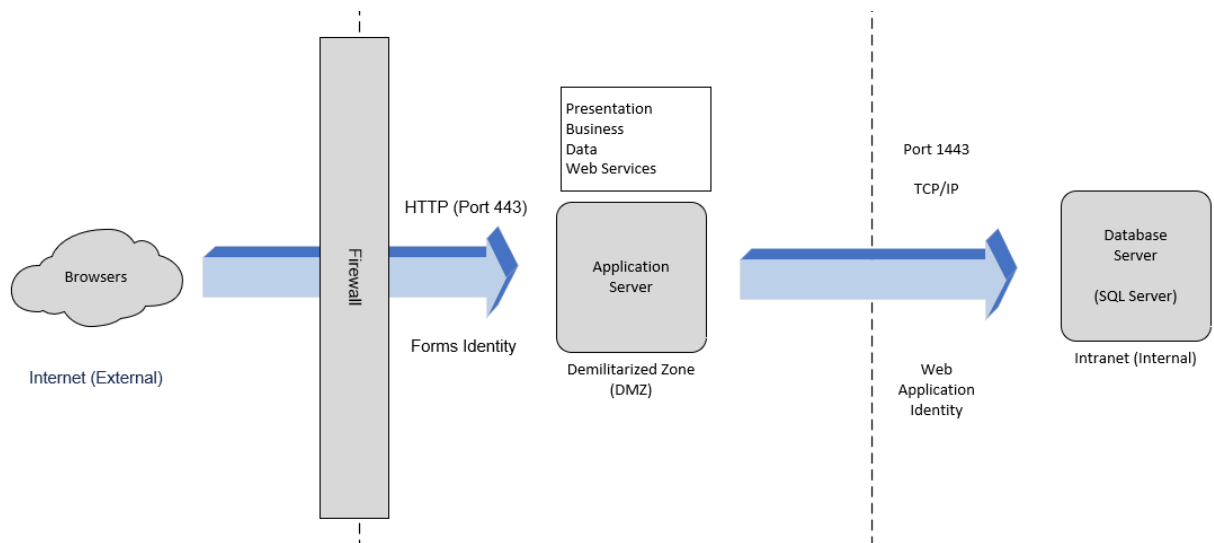 Browsers
Internet (External)
Firewall
HTTP (Port 443)
Forms Identity
Presentation
Business
Data
Web Services
Application
Server
Demilitarized Zone
(DMZ)
Port 1443
TCP/IP
Web
Application
Identity
Database
Server
(SQL Server)
Intranet (Internal)